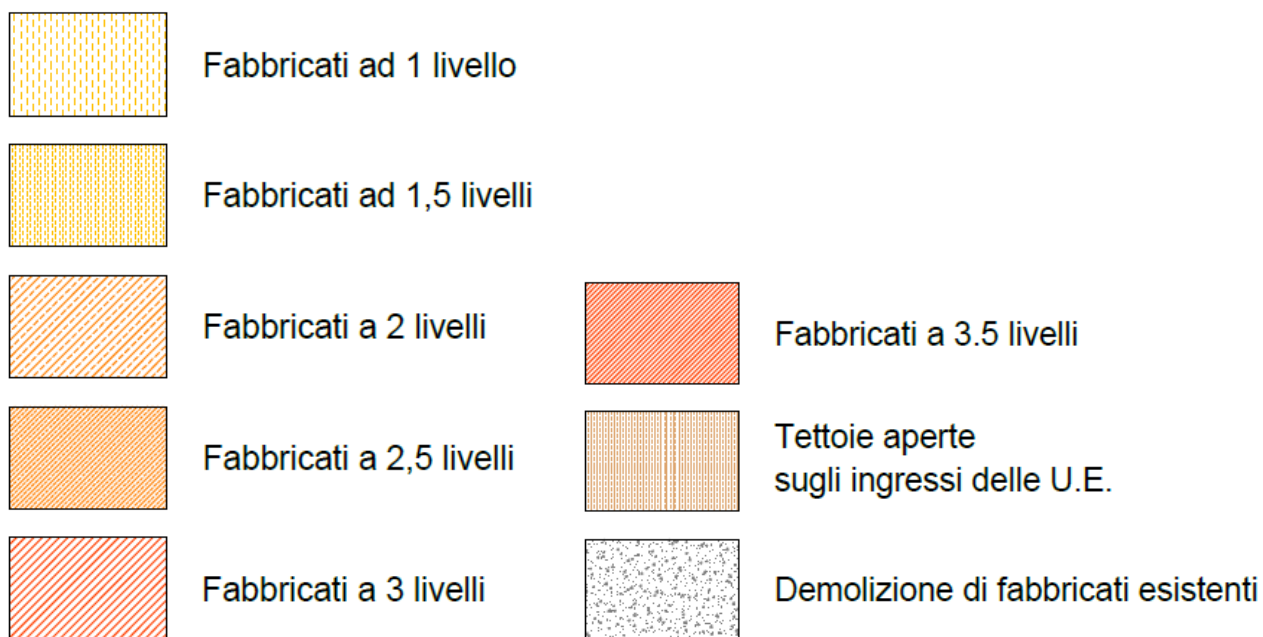 Fabbricati ad 1 livello
Fabbricati ad 1,5 livelli
Fabbricati a 2 livelli
Fabbricati a 2,5 livelli
Fabbricati a 3 livelli
Fabbricati a 3.5 livelli
Tettoie aperte
sugli ingressi delle U.E.
Demolizione di fabbricati esistenti